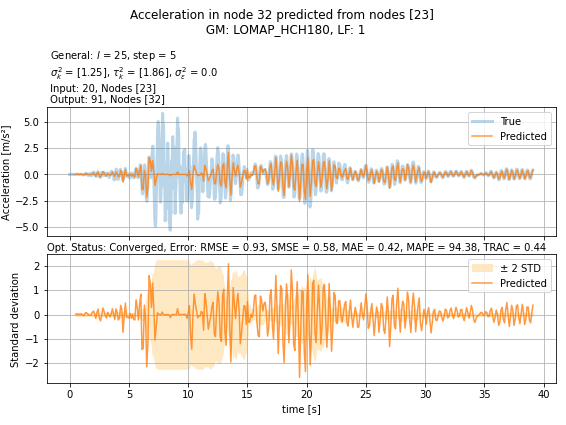 Acceleration in node 32 predicted from nodes [23]
GM: LOMAP_HCH180, LF: 1
General: l = 25, step = 5
σ²ₖ = [1.25], τ²ₖ = [1.86], σ²ε = 0.0
Input: 20, Nodes [23]
Output: 91, Nodes [32]
Acceleration [m/s²]
5.0
2.5
0.0
−2.5
−5.0
True
Predicted
Opt. Status: Converged, Error: RMSE = 0.93, SMSE = 0.58, MAE = 0.42, MAPE = 94.38, TRAC = 0.44
Standard deviation
2
1
0
−1
−2
± 2 STD
Predicted
0 5 10 15 20 25 30 35 40
time [s]